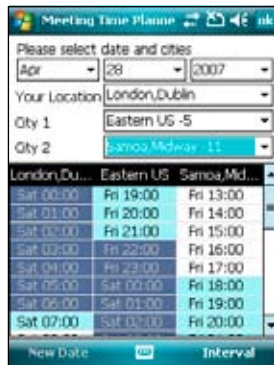 Meeting Time Planne ok
Please select date and cities
Apr 28 2007
Your Location London,Dublin
City 1 Eastern US -5
City 2 Samoa,Midway -11
London,Du... Eastern US Samoa,Mid...
Sat 00:00 Fri 19:00 Fri 13:00
Sat 01:00 Fri 20:00 Fri 14:00
Sat 02:00 Fri 21:00 Fri 15:00
Sat 03:00 Fri 22:00 Fri 16:00
Sat 04:00 Fri 23:00 Fri 17:00
Sat 05:00 Sat 00:00 Fri 18:00
Sat 06:00 Sat 01:00 Fri 19:00
Sat 07:00 Sat 02:00 Fri 20:00
New Date Interval